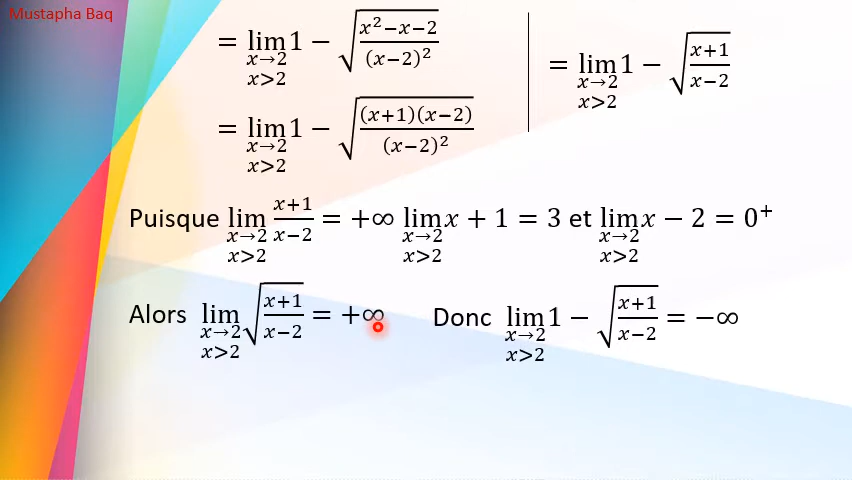 Mustapha Baq
= lim 1 − √((x²−x−2)/((x−2)²))
x→2
x>2
= lim 1 − √(((x+1)(x−2))/((x−2)²))
x→2
x>2
= lim 1 − √((x+1)/(x−2))
x→2
x>2
Puisque lim (x+1)/(x−2) = +∞ lim x + 1 = 3 et lim x − 2 = 0⁺
x→2 x→2 x→2
x>2 x>2 x>2
Alors lim √((x+1)/(x−2)) = +∞ Donc lim 1 − √((x+1)/(x−2)) = −∞
x→2 x→2
x>2 x>2